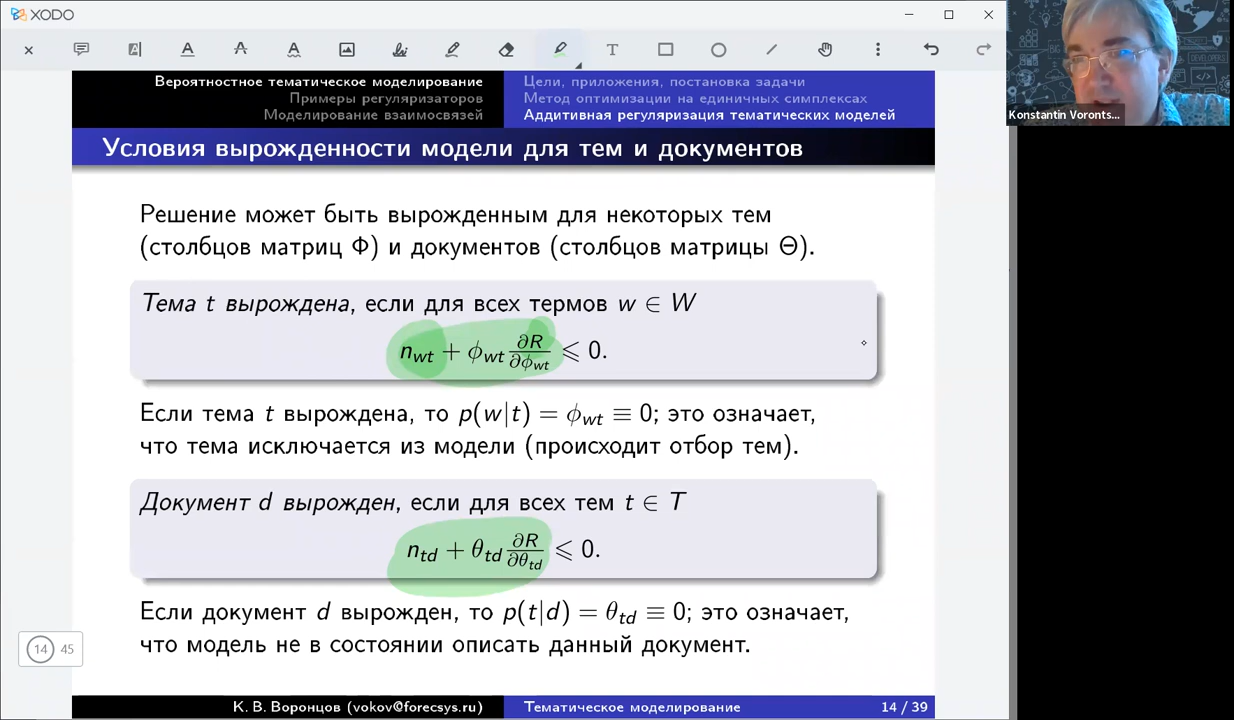 XODO
Вероятностное тематическое моделирование
Примеры регуляризаторов
Моделирование взаимосвязей
Цели, приложения, постановка задачи
Метод оптимизации на единичных симплексах
Аддитивная регуляризация тематических моделей
Konstantin Voronts...
Условия вырожденности модели для тем и документов
Решение может быть вырожденным для некоторых тем
(столбцов матриц Φ) и документов (столбцов матрицы Θ).
Тема t вырождена, если для всех термов w ∈ W
n_wt + ϕ_wt ∂R/∂ϕ_wt ⩽ 0.
Если тема t вырождена, то p(w|t) = ϕ_wt ≡ 0; это означает,
что тема исключается из модели (происходит отбор тем).
Документ d вырожден, если для всех тем t ∈ T
n_td + θ_td ∂R/∂θ_td ⩽ 0.
Если документ d вырожден, то p(t|d) = θ_td ≡ 0; это означает,
что модель не в состоянии описать данный документ.
14 45
К. В. Воронцов (vokov@forecsys.ru) Тематическое моделирование 14 / 39